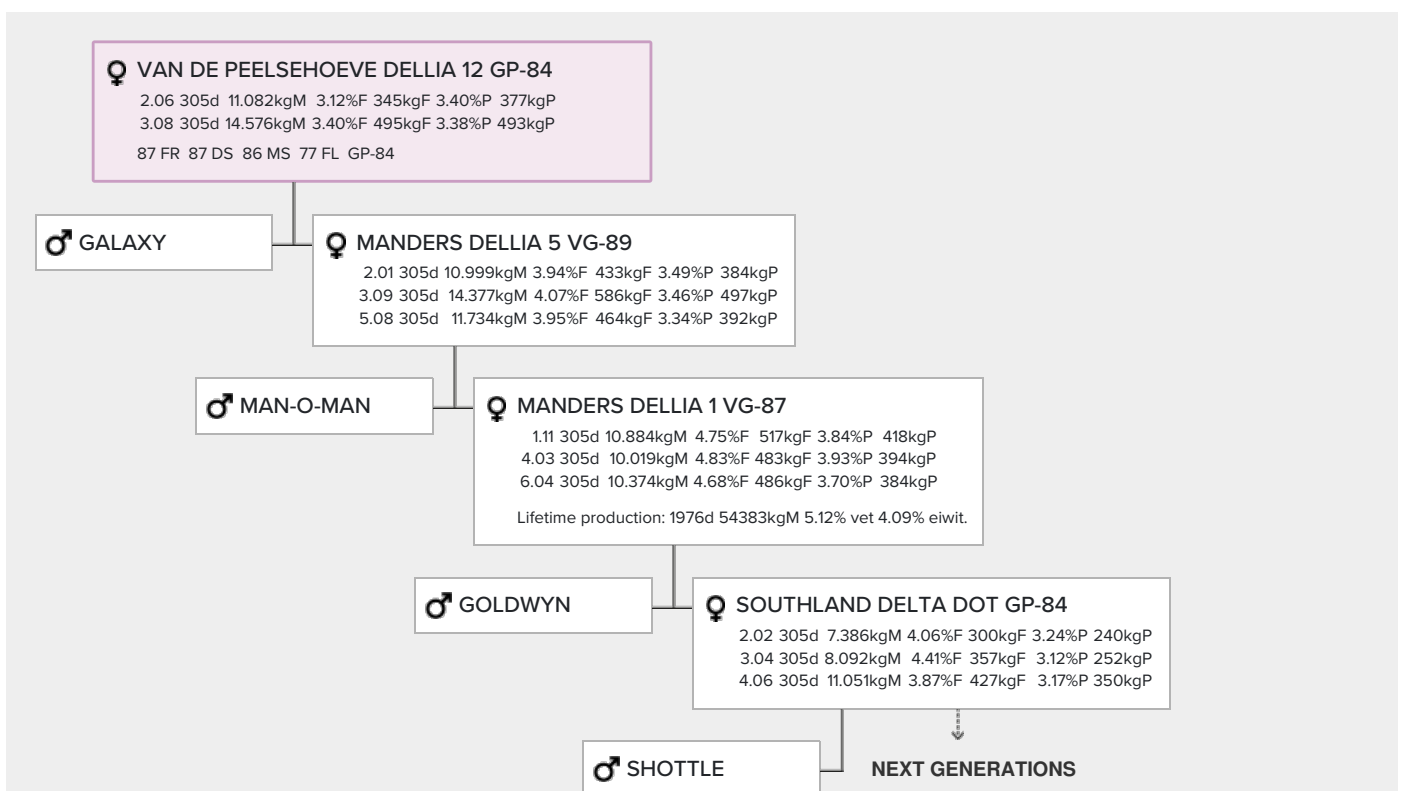 VAN DE PEELSEHOEVE DELLIA 12 GP-84
2.06 305d 11.082kgM 3.12%F 345kgF 3.40%P 377kgP
3.08 305d 14.576kgM 3.40%F 495kgF 3.38%P 493kgP
87 FR 87 DS 86 MS 77 FL GP-84
GALAXY
MANDERS DELLIA 5 VG-89
2.01 305d 10.999kgM 3.94%F 433kgF 3.49%P 384kgP
3.09 305d 14.377kgM 4.07%F 586kgF 3.46%P 497kgP
5.08 305d 11.734kgM 3.95%F 464kgF 3.34%P 392kgP
MAN-O-MAN
MANDERS DELLIA 1 VG-87
1.11 305d 10.884kgM 4.75%F 517kgF 3.84%P 418kgP
4.03 305d 10.019kgM 4.83%F 483kgF 3.93%P 394kgP
6.04 305d 10.374kgM 4.68%F 486kgF 3.70%P 384kgP
Lifetime production: 1976d 54383kgM 5.12% vet 4.09% eiwit.
GOLDWYN
SOUTHLAND DELTA DOT GP-84
2.02 305d 7.386kgM 4.06%F 300kgF 3.24%P 240kgP
3.04 305d 8.092kgM 4.41%F 357kgF 3.12%P 252kgP
4.06 305d 11.051kgM 3.87%F 427kgF 3.17%P 350kgP
SHOTTLE
NEXT GENERATIONS